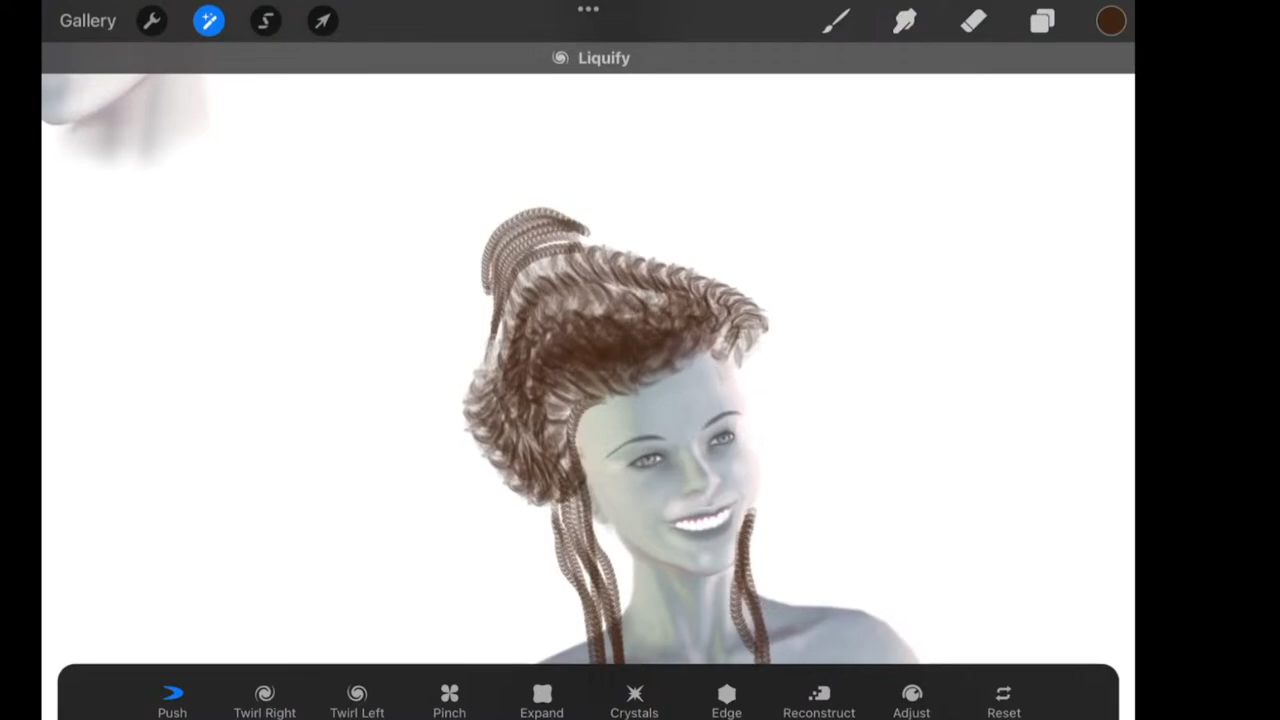 Gallery
Liquify
Push Twirl Right Twirl Left Pinch Expand Crystals Edge Reconstruct Adjust Reset